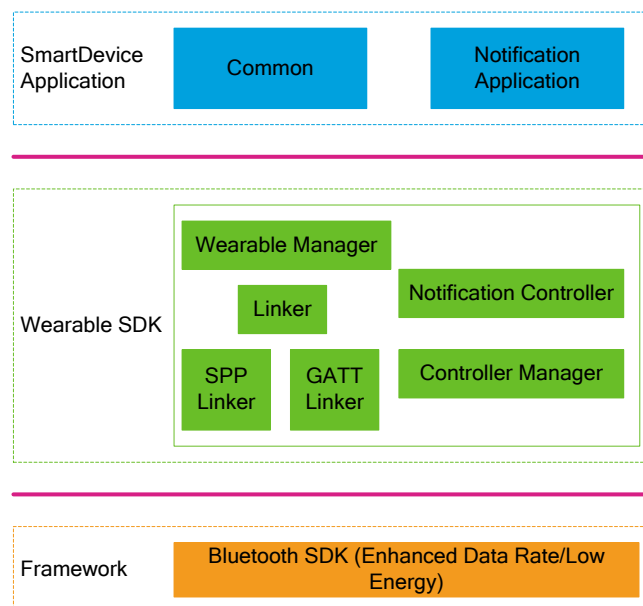 SmartDevice
Application
Common
Notification
Application
Wearable SDK
Wearable Manager
Linker
Notification Controller
SPP
Linker
GATT
Linker
Controller Manager
Framework
Bluetooth SDK (Enhanced Data Rate/Low
Energy)